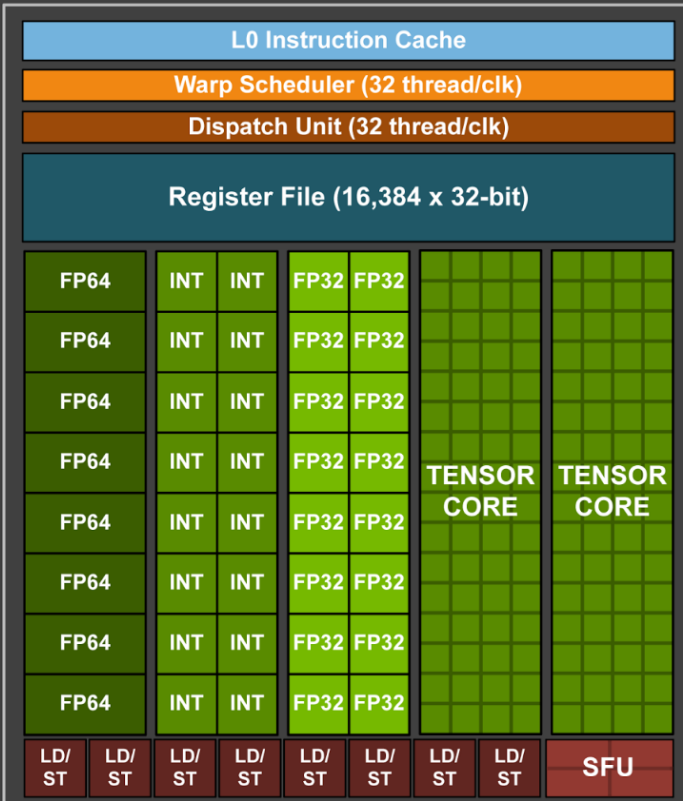 L0 Instruction Cache
Warp Scheduler (32 thread/clk)
Dispatch Unit (32 thread/clk)
Register File (16,384 x 32-bit)
FP64 INT INT FP32 FP32
FP64 INT INT FP32 FP32
FP64 INT INT FP32 FP32
FP64 INT INT FP32 FP32
TENSOR TENSOR
CORE CORE
FP64 INT INT FP32 FP32
FP64 INT INT FP32 FP32
FP64 INT INT FP32 FP32
FP64 INT INT FP32 FP32
LD/ LD/ LD/ LD/ LD/ LD/ LD/ LD/
ST ST ST ST ST ST ST ST
SFU